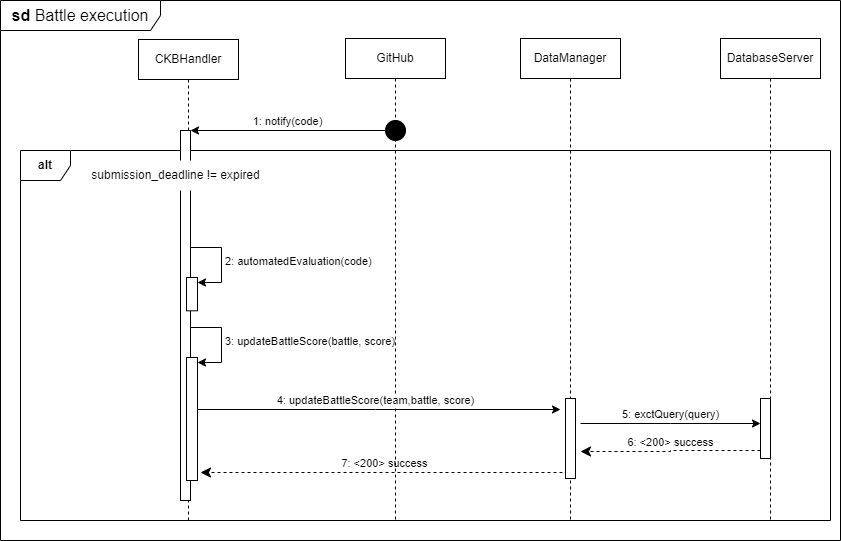 sd Battle execution
CKBHandler
GitHub
DataManager
DatabaseServer
1: notify(code)
alt
submission_deadline != expired
2: automatedEvaluation(code)
3: updateBattleScore(battle, score)
4: updateBattleScore(team,battle, score)
5: exctQuery(query)
6: <200> success
7: <200> success